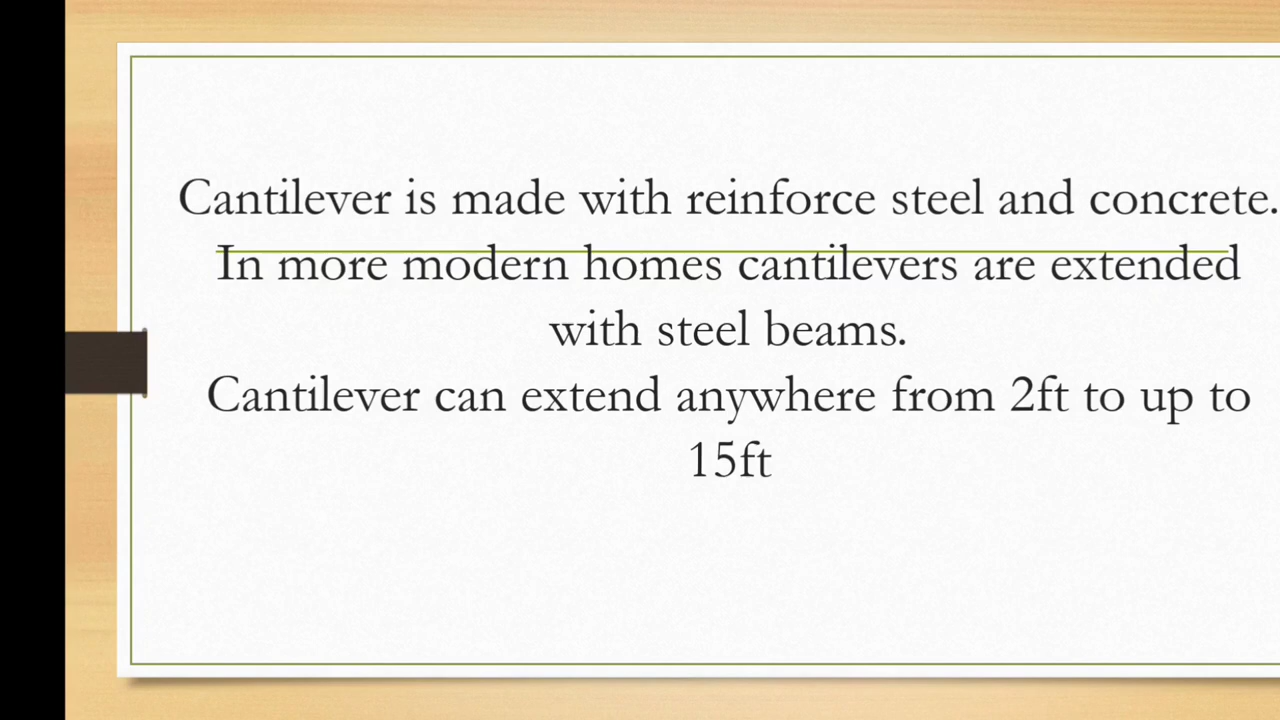 Cantilever is made with reinforce steel and concrete.
In more modern homes cantilevers are extended
with steel beams.
Cantilever can extend anywhere from 2ft to up to
15ft